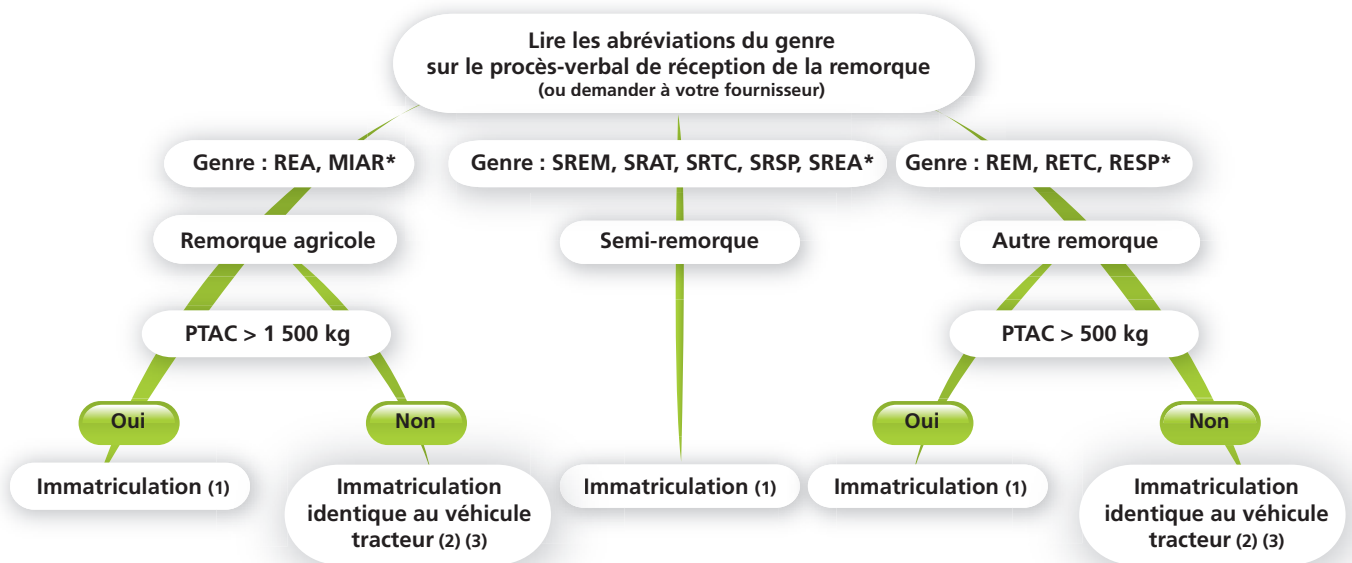 Lire les abréviations du genre
sur le procès-verbal de réception de la remorque
(ou demander à votre fournisseur)
Genre : REA, MIAR*
Genre : SREM, SRAT, SRTC, SRSP, SREA*
Genre : REM, RETC, RESP*
Remorque agricole
Semi-remorque
Autre remorque
PTAC > 1 500 kg
PTAC > 500 kg
Oui
Non
Oui
Non
Immatriculation (1)
Immatriculation
identique au véhicule
tracteur (2) (3)
Immatriculation (1)
Immatriculation (1)
Immatriculation
identique au véhicule
tracteur (2) (3)